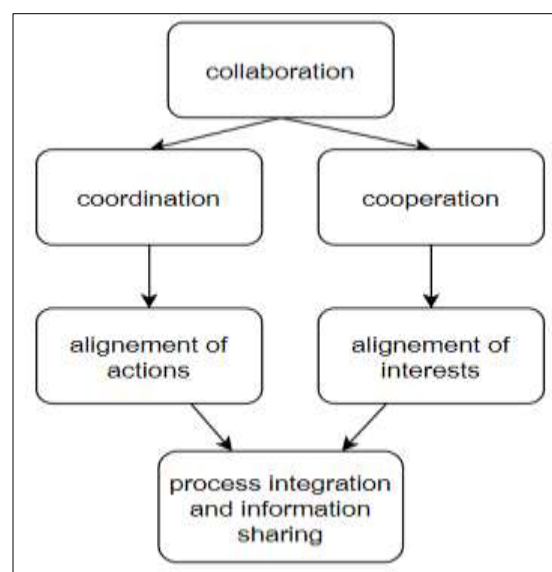 collaboration
coordination
cooperation
alignement of
actions
alignement of
interests
process integration
and information
sharing